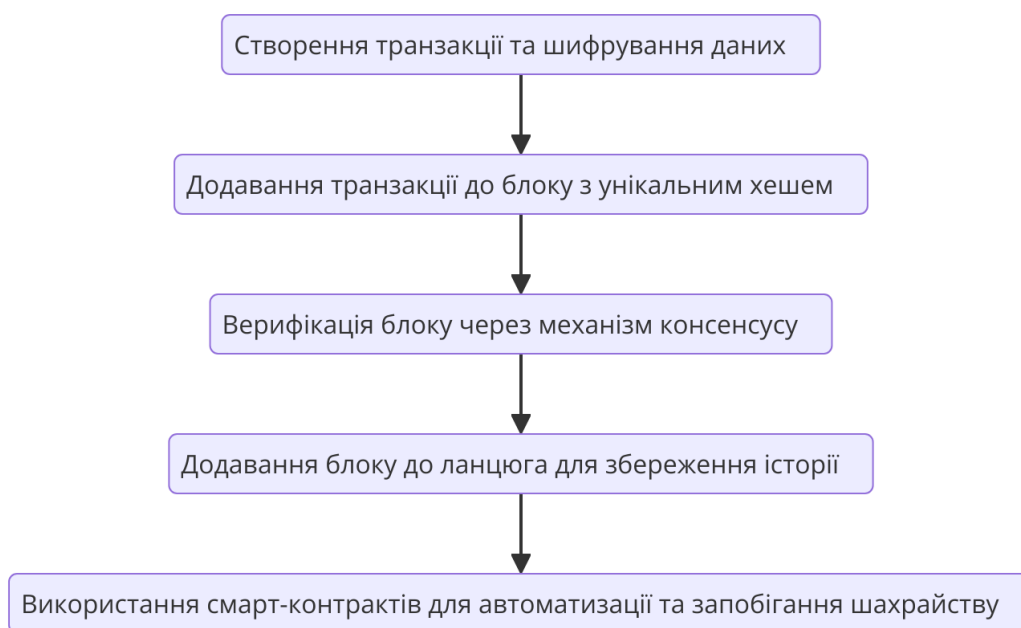 Створення транзакції та шифрування даних
Додавання транзакції до блоку з унікальним хешем
Верифікація блоку через механізм консенсусу
Додавання блоку до ланцюга для збереження історії
Використання смарт-контрактів для автоматизації та запобігання шахрайству